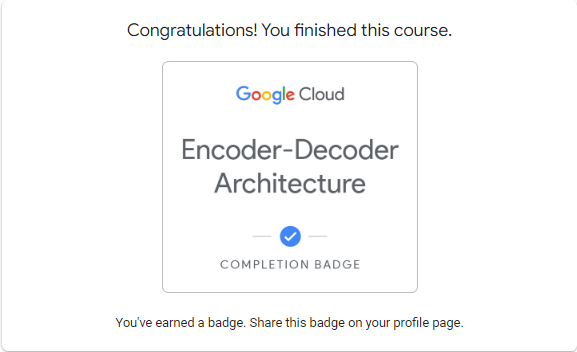 Congratulations! You finished this course.
Google Cloud
Encoder-Decoder
Architecture
COMPLETION BADGE
You've earned a badge. Share this badge on your profile page.